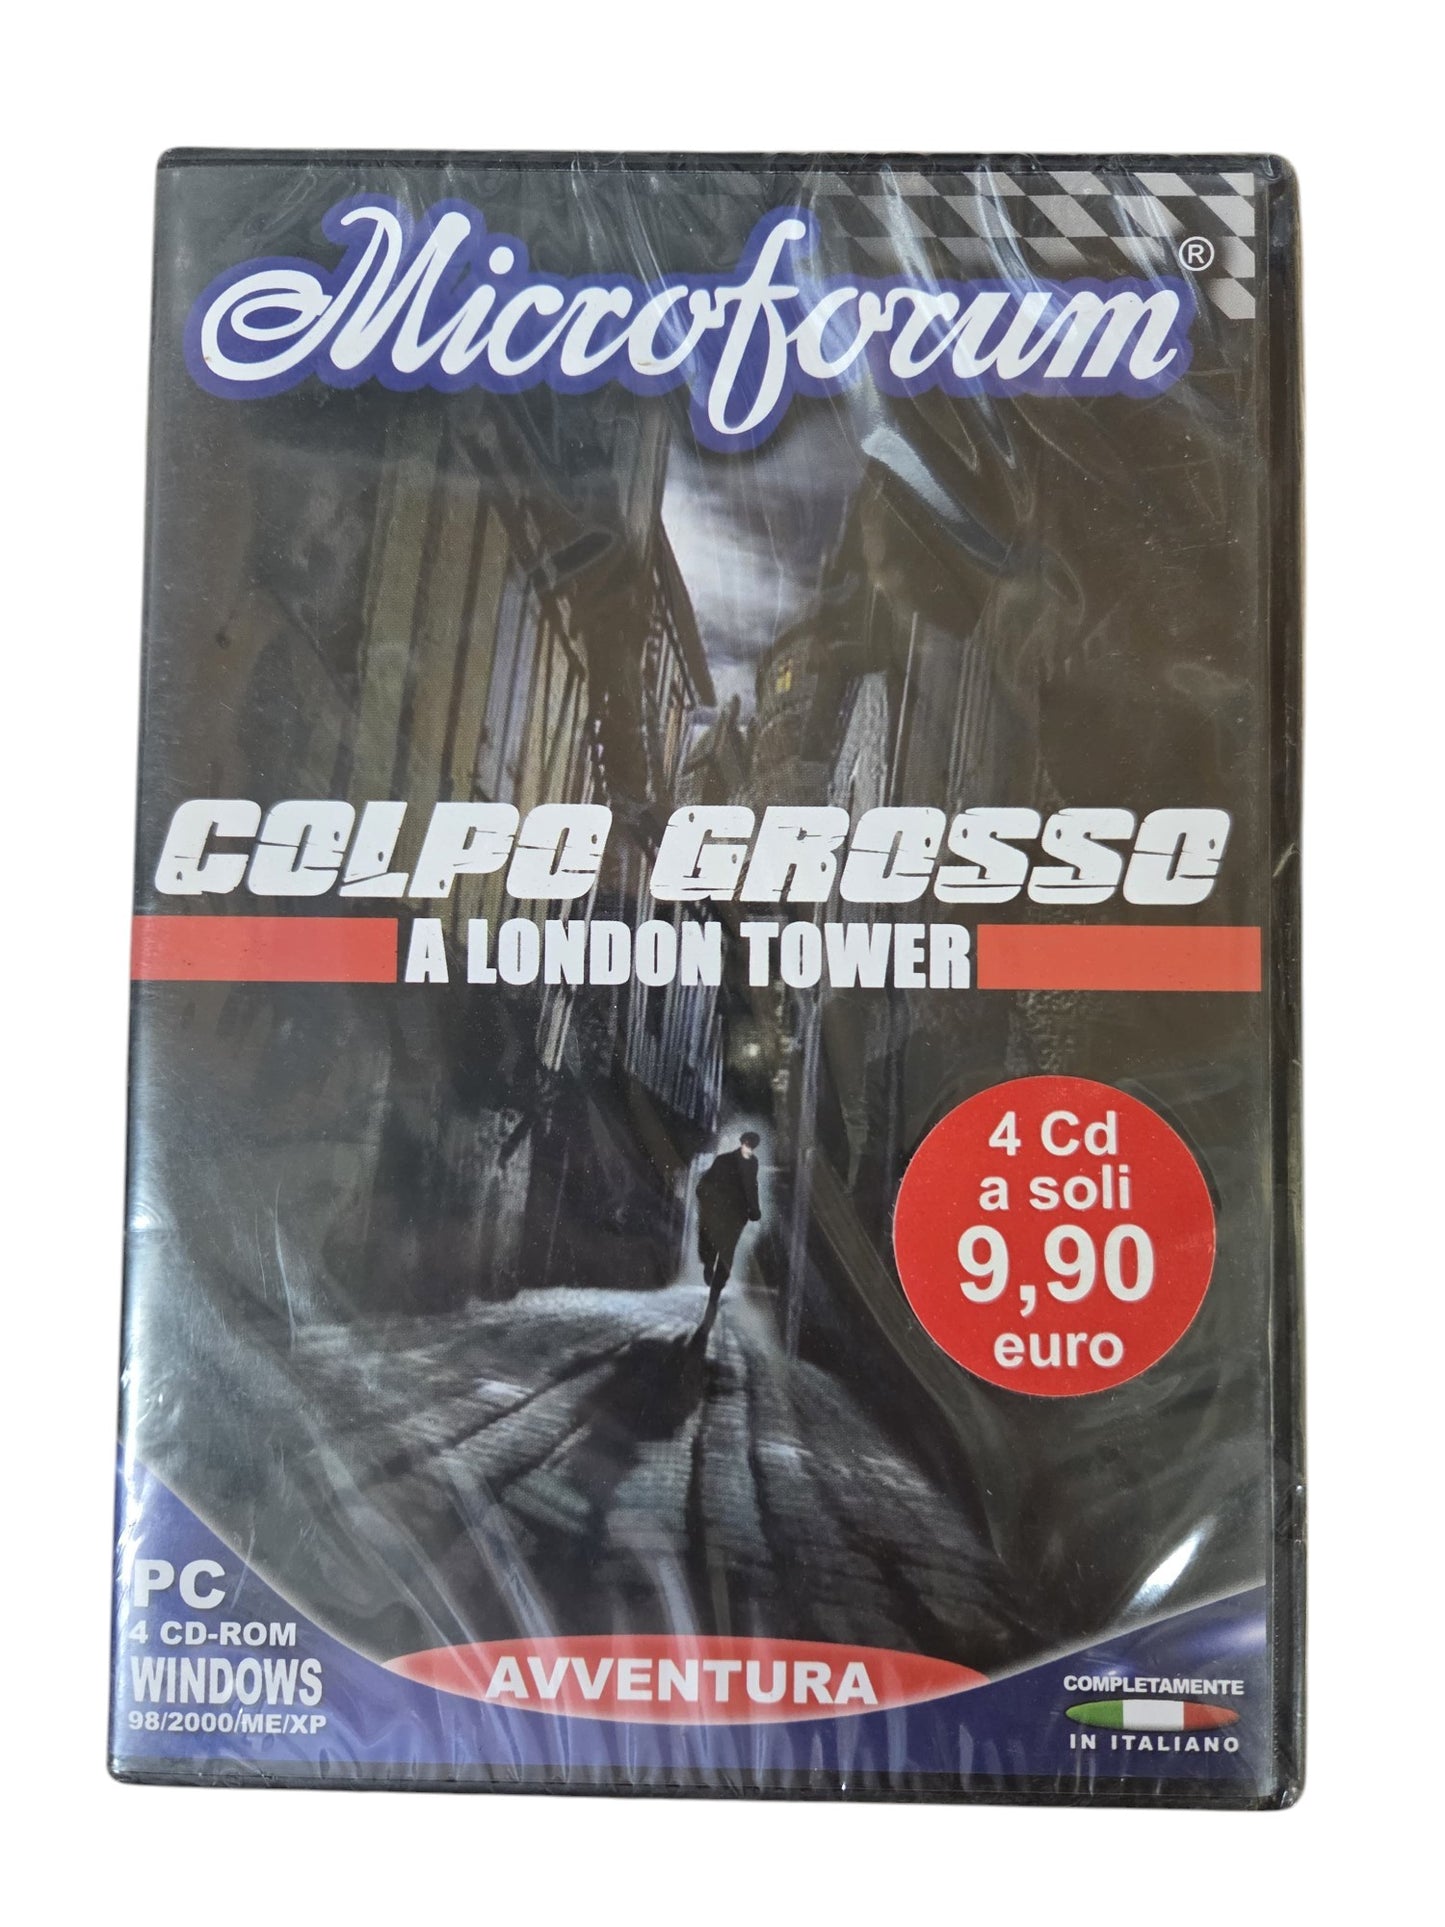 Microforum®
COLPO GROSSO
A LONDON TOWER
4 Cd
a soli
9,90
euro
PC
4 CD-ROM
WINDOWS
98/2000/ME/XP
AVVENTURA
COMPLETAMENTE
IN ITALIANO